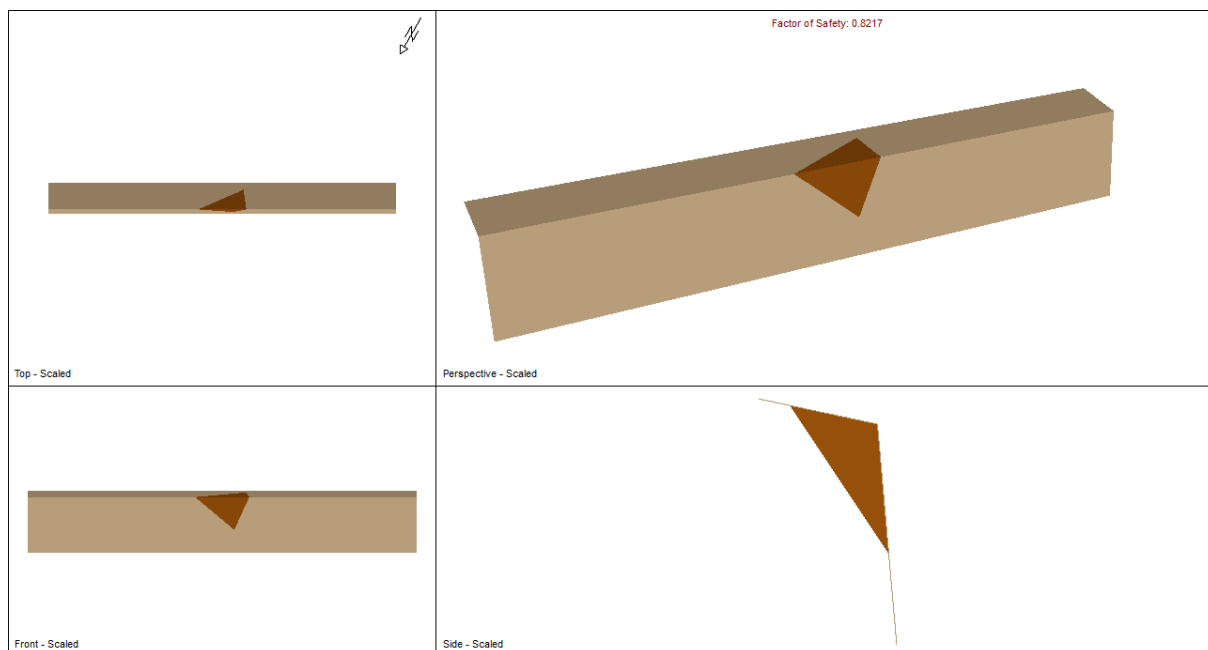 N
Factor of Safety: 0.8217
Top - Scaled
Perspective - Scaled
Front - Scaled
Side - Scaled